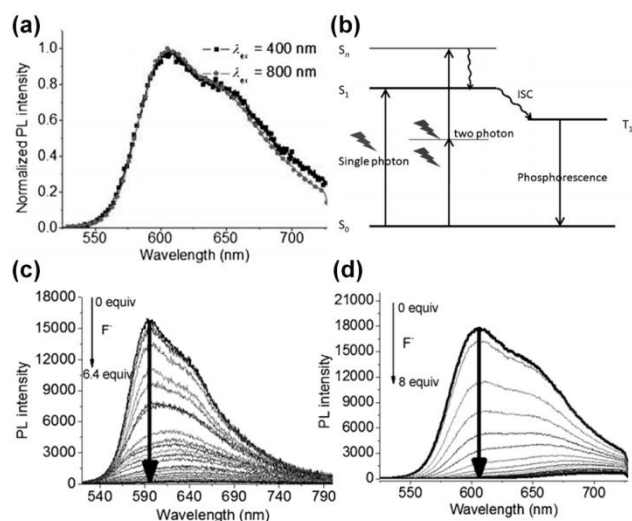 (a)
1.0
0.8
0.6
0.4
0.2
0.0
Normalized PL intensity
λex = 400 nm
λex = 800 nm
550 600 650 700
Wavelength (nm)
(b)
Sn
S1
ISC
T1
two photon
Single photon
Phosphorescence
S0
(c)
18000
15000
12000
9000
6000
3000
0
PL intensity
0 equiv
F-
6.4 equiv
540 590 640 690 740 790
Wavelength (nm)
(d)
21000
18000
15000
12000
9000
6000
3000
0
PL intensity
0 equiv
F-
8 equiv
550 600 650 700
Wavelength (nm)